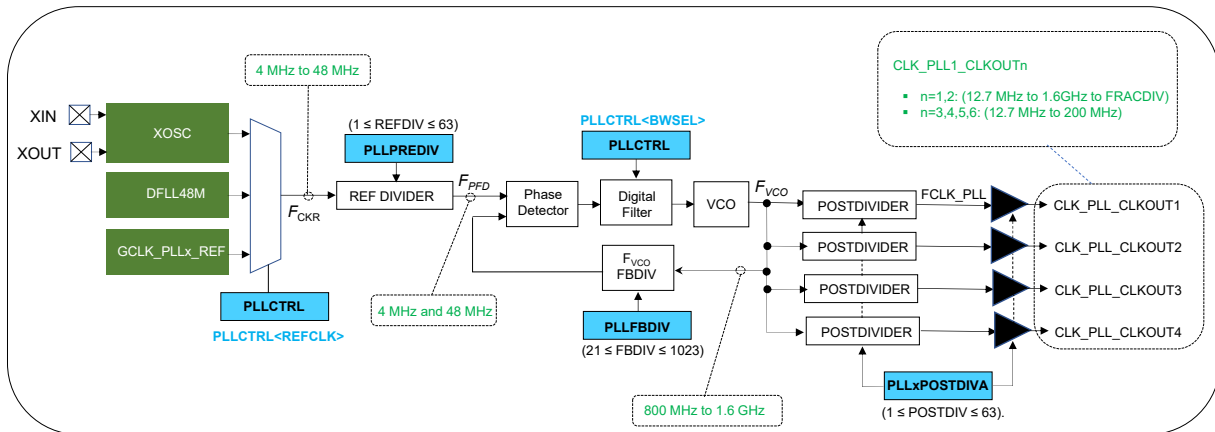 CLK_PLL1_CLKOUTn
▪ n=1,2: (12.7 MHz to 1.6GHz to FRACDIV)
▪ n=3,4,5,6: (12.7 MHz to 200 MHz)
4 MHz to 48 MHz
XIN
XOUT
XOSC
DFLL48M
GCLK_PLLx_REF
PLLCTRL
PLLCTRL<REFCLK>
FCKR
(1 ≤ REFDIV ≤ 63)
PLLPREDIV
REF DIVIDER
FPFD
4 MHz and 48 MHz
Phase
Detector
PLLCTRL<BWSEL>
PLLCTRL
Digital
Filter
VCO
FVCO
FVCO
FBDIV
PLLFBDIV
(21 ≤ FBDIV ≤ 1023)
800 MHz to 1.6 GHz
POSTDIVIDER
FCLK_PLL
CLK_PLL_CLKOUT1
POSTDIVIDER
CLK_PLL_CLKOUT2
POSTDIVIDER
CLK_PLL_CLKOUT3
POSTDIVIDER
CLK_PLL_CLKOUT4
PLLxPOSTDIVA
(1 ≤ POSTDIV ≤ 63).